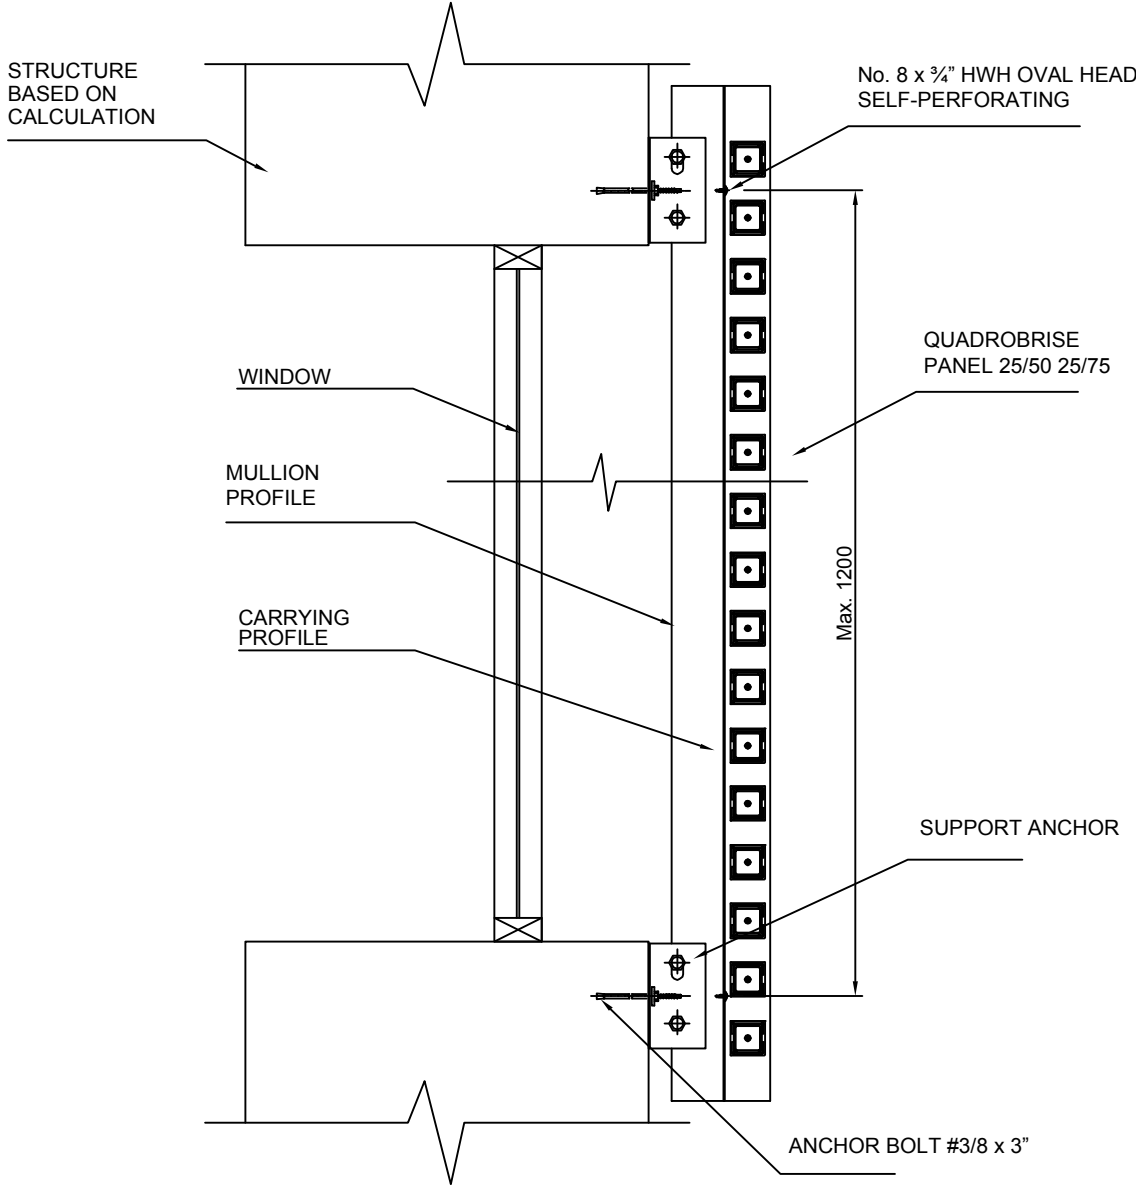 STRUCTURE
BASED ON
CALCULATION
No. 8 x ¾” HWH OVAL HEAD
SELF-PERFORATING
QUADROBRISE
PANEL 25/50 25/75
WINDOW
MULLION
PROFILE
Max. 1200
CARRYING
PROFILE
SUPPORT ANCHOR
ANCHOR BOLT #3/8 x 3”